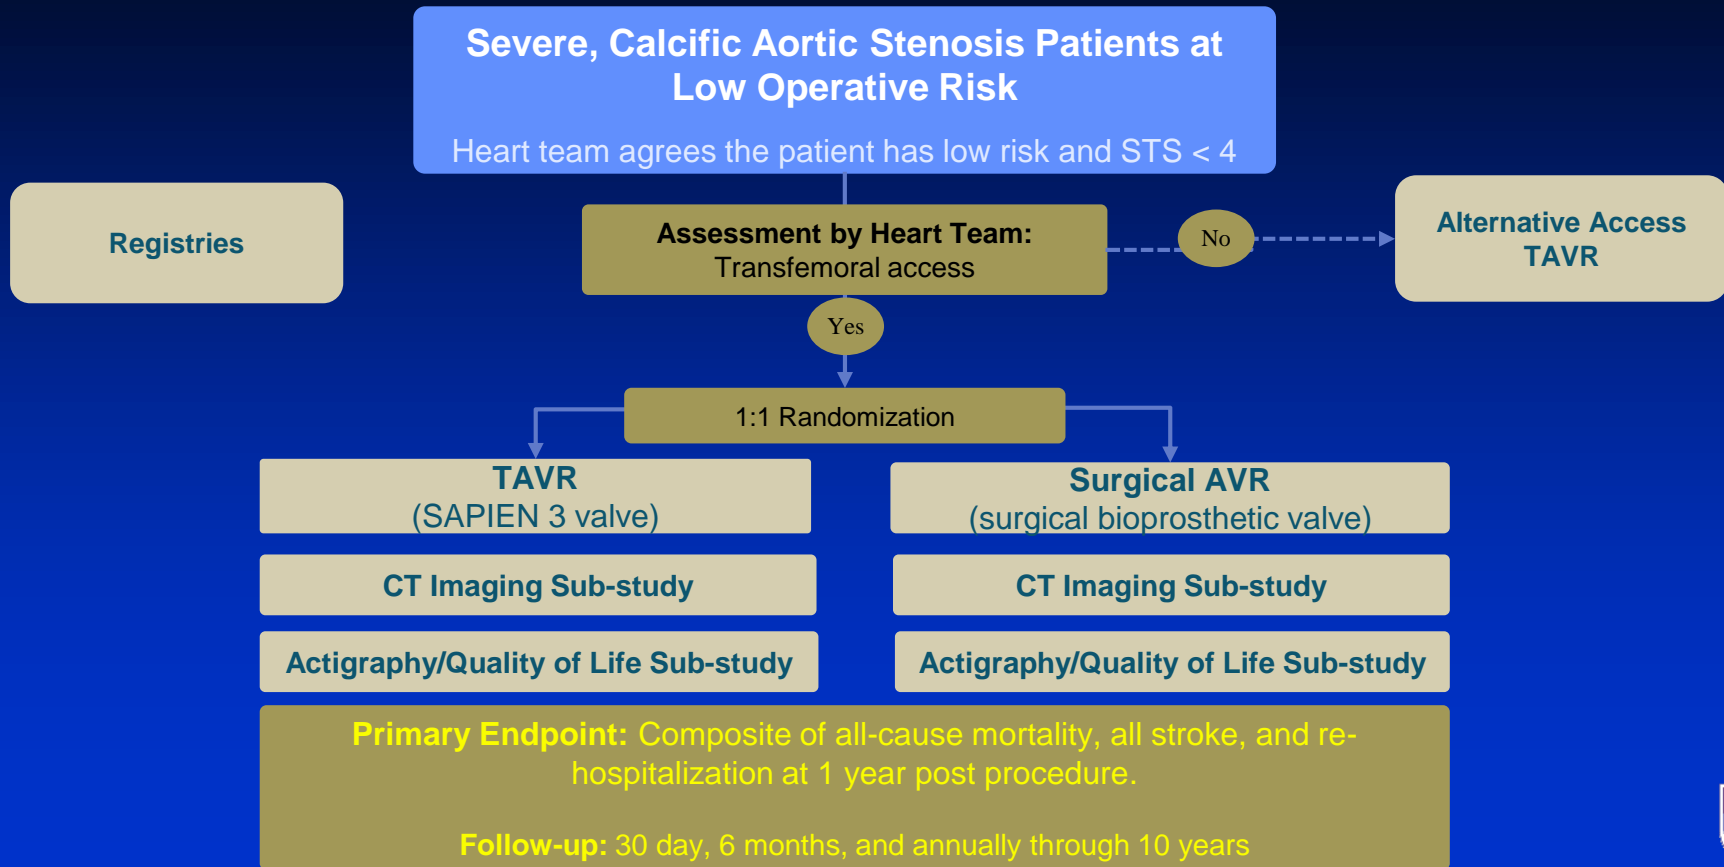 Severe, Calcific Aortic Stenosis Patients at
Low Operative Risk
Heart team agrees the patient has low risk and STS < 4
Registries
Assessment by Heart Team:
Transfemoral access
No
Alternative Access
TAVR
Yes
1:1 Randomization
TAVR
(SAPIEN 3 valve)
Surgical AVR
(surgical bioprosthetic valve)
CT Imaging Sub-study
CT Imaging Sub-study
Actigraphy/Quality of Life Sub-study
Actigraphy/Quality of Life Sub-study
Primary Endpoint: Composite of all-cause mortality, all stroke, and re-
hospitalization at 1 year post procedure.
Follow-up: 30 day, 6 months, and annually through 10 years